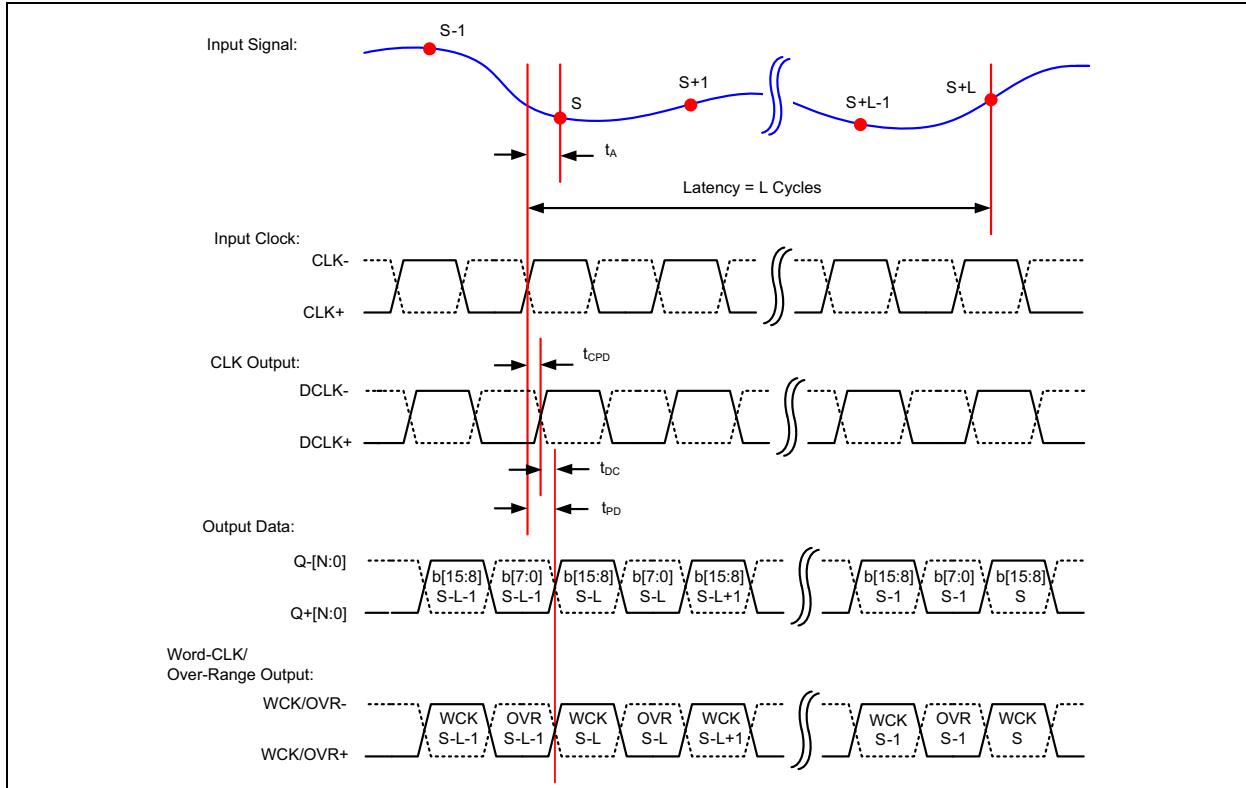 Input Signal:
S-1
S
S+1
S+L-1
S+L
tA
Latency = L Cycles
Input Clock:
CLK-
CLK+
tCPD
CLK Output:
DCLK-
DCLK+
tDC
tPD
Output Data:
Q-[N:0]
Q+[N:0]
b[15:8] b[7:0] b[15:8] b[7:0] b[15:8] b[15:8] b[7:0] b[15:8]
S-L-1 S-L-1 S-L S-L S-L+1 S-1 S-1 S
Word-CLK/
Over-Range Output:
WCK/OVR-
WCK/OVR+
WCK OVR WCK OVR WCK WCK OVR WCK
S-L-1 S-L-1 S-L S-L S-L+1 S-1 S-1 S